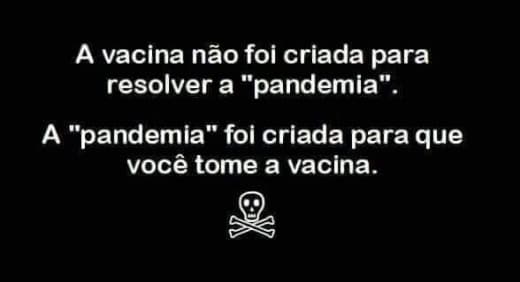 A vacina não foi criada para
resolver a "pandemia".
A "pandemia" foi criada para que
você tome a vacina.